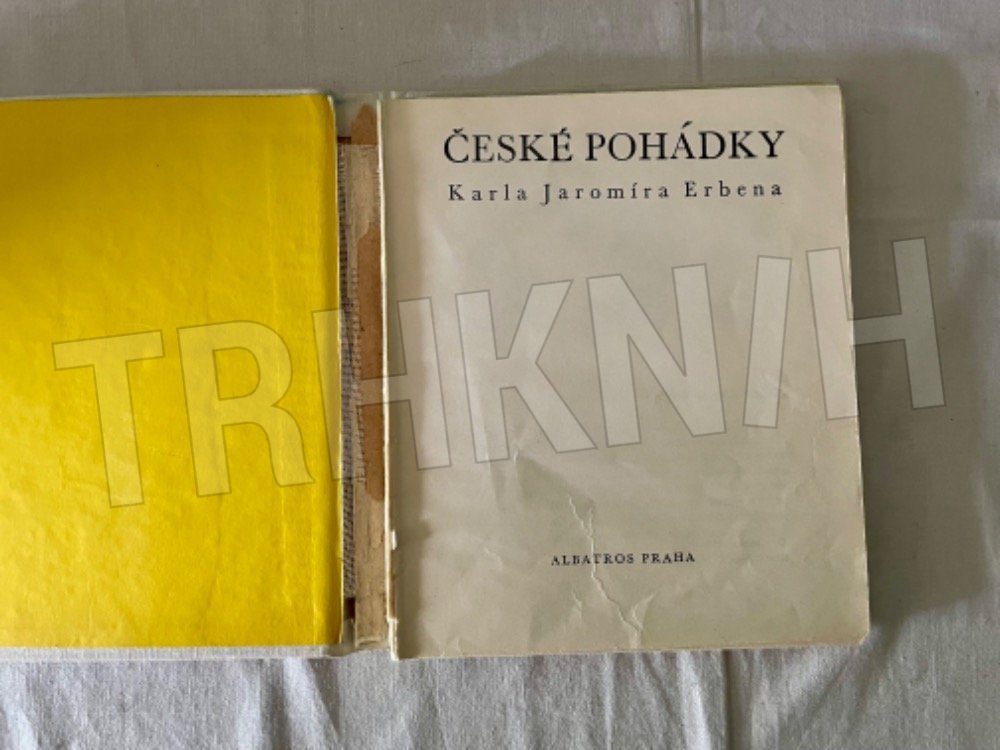 ČESKÉ POHÁDKY
Karla Jaromíra Erbena
TRHKNIH
ALBATROS PRAHA